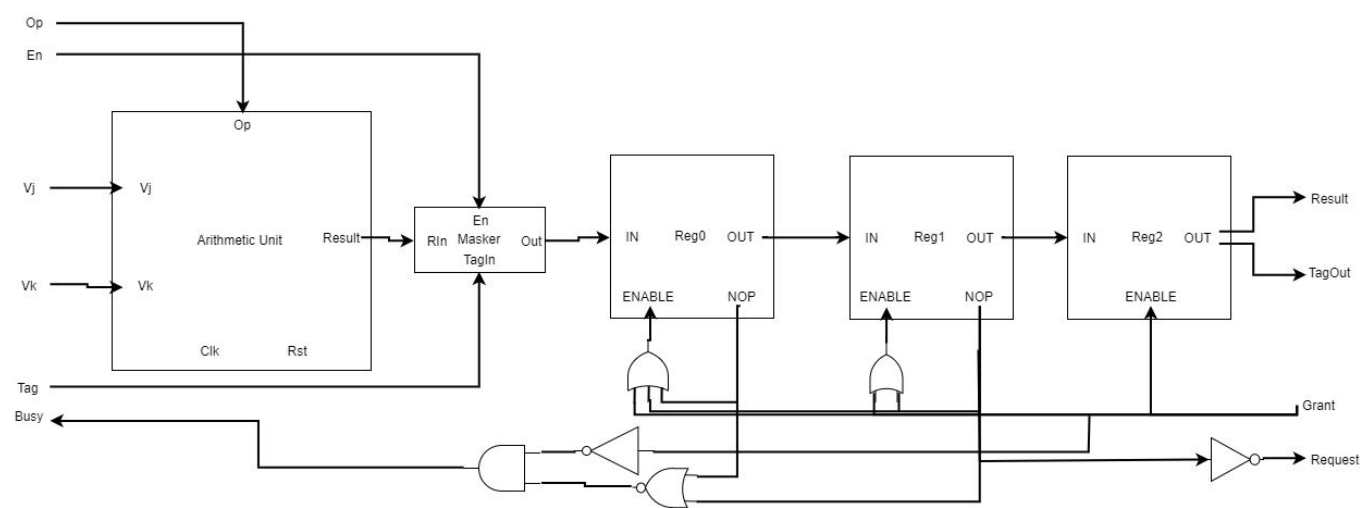 Op
En
Op
Vj
Vj
Arithmetic Unit
Result
Vk
Vk
Clk
Rst
Tag
Busy
En
RIn
Masker
Out
TagIn
IN
Reg0
OUT
ENABLE
NOP
IN
Reg1
OUT
ENABLE
NOP
IN
Reg2
OUT
ENABLE
Result
TagOut
Grant
Request